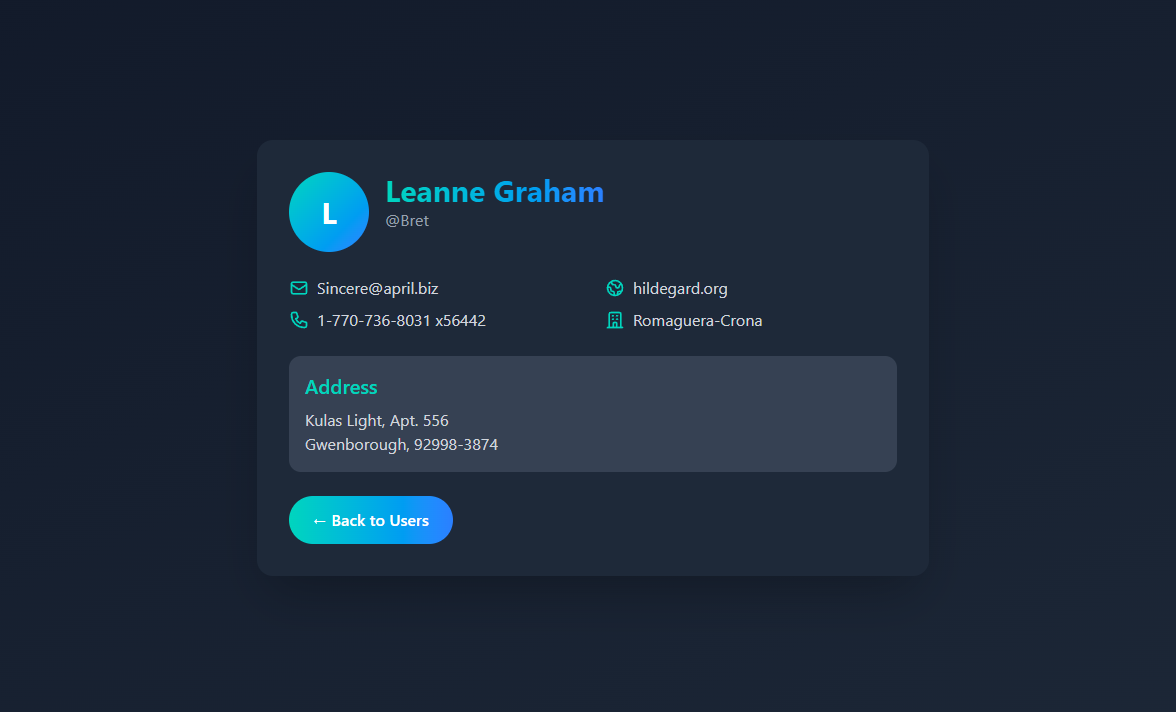 L
Leanne Graham
@Bret
Sincere@april.biz
hildegard.org
1-770-736-8031 x56442
Romaguera-Crona
Address
Kulas Light, Apt. 556
Gwenborough, 92998-3874
← Back to Users